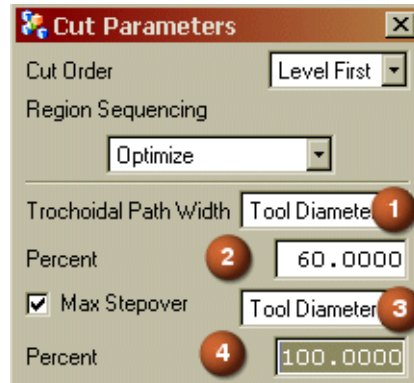 Cut Parameters
Cut Order Level First
Region Sequencing
Optimize
Trochoidal Path Width Tool Diamete 1
Percent 2 60.0000
Max Stepover Tool Diameter 3
Percent 4 100.0000